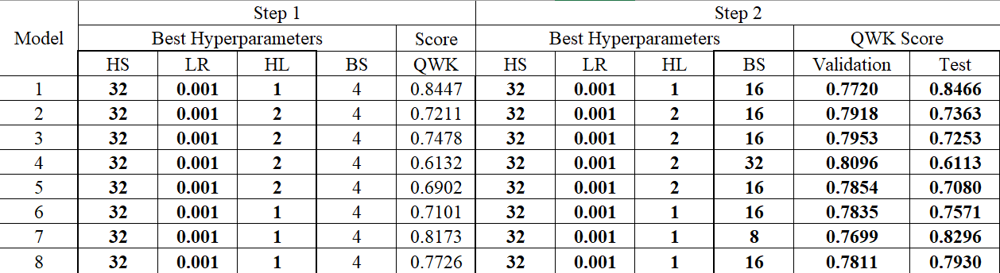 Step 1 Step 2
Model Best Hyperparameters Score Best Hyperparameters QWK Score
HS LR HL BS QWK HS LR HL BS Validation Test
1 32 0.001 1 4 0.8447 32 0.001 1 16 0.7720 0.8466
2 32 0.001 2 4 0.7211 32 0.001 2 16 0.7918 0.7363
3 32 0.001 2 4 0.7478 32 0.001 2 16 0.7953 0.7253
4 32 0.001 2 4 0.6132 32 0.001 2 32 0.8096 0.6113
5 32 0.001 2 4 0.6902 32 0.001 2 16 0.7854 0.7080
6 32 0.001 1 4 0.7101 32 0.001 1 16 0.7835 0.7571
7 32 0.001 1 4 0.8173 32 0.001 1 8 0.7699 0.8296
8 32 0.001 1 4 0.7726 32 0.001 1 16 0.7811 0.7930